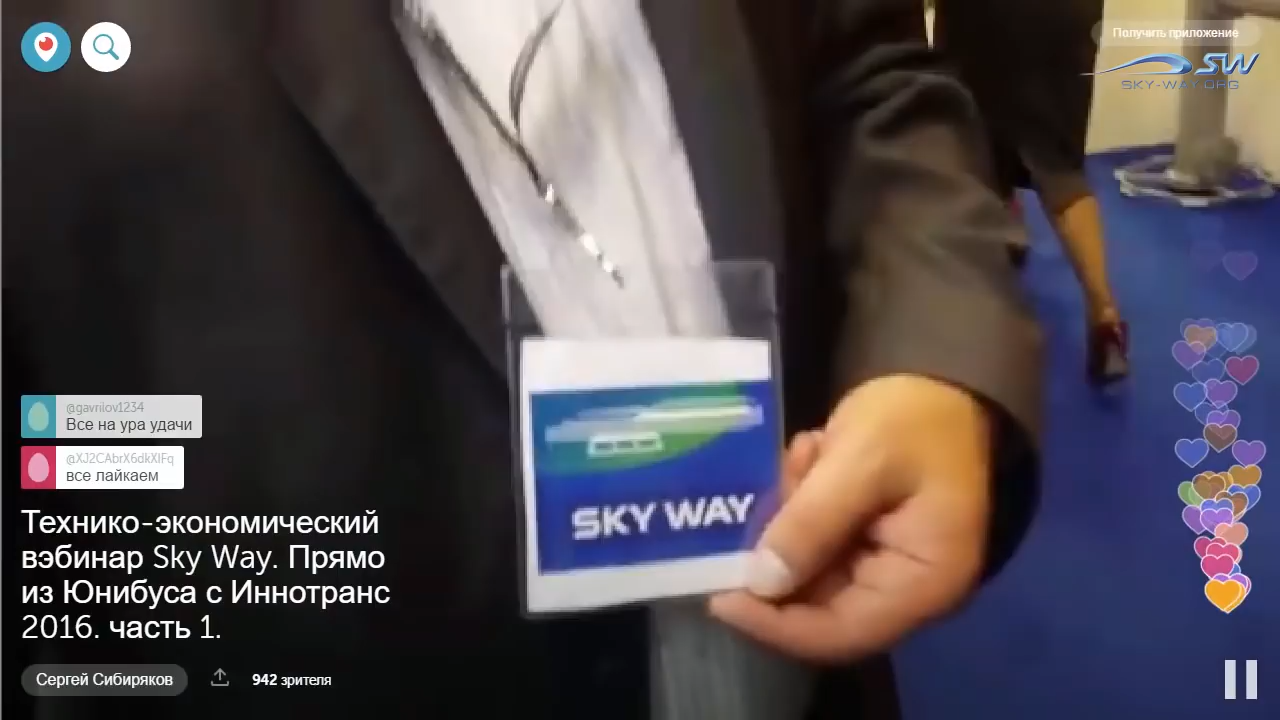 Получить приложение
SW
SKY-WAY.ORG
@gavniov1234
Все на ура удачи
@XJ2CAbrX6dkXIFq
все лайкаем
SKY WAY
Технико-экономический
вэбинар Sky Way. Прямо
из Юнибуса с Иннотранс
2016. часть 1.
Сергей Сибиряков
942 зрителя